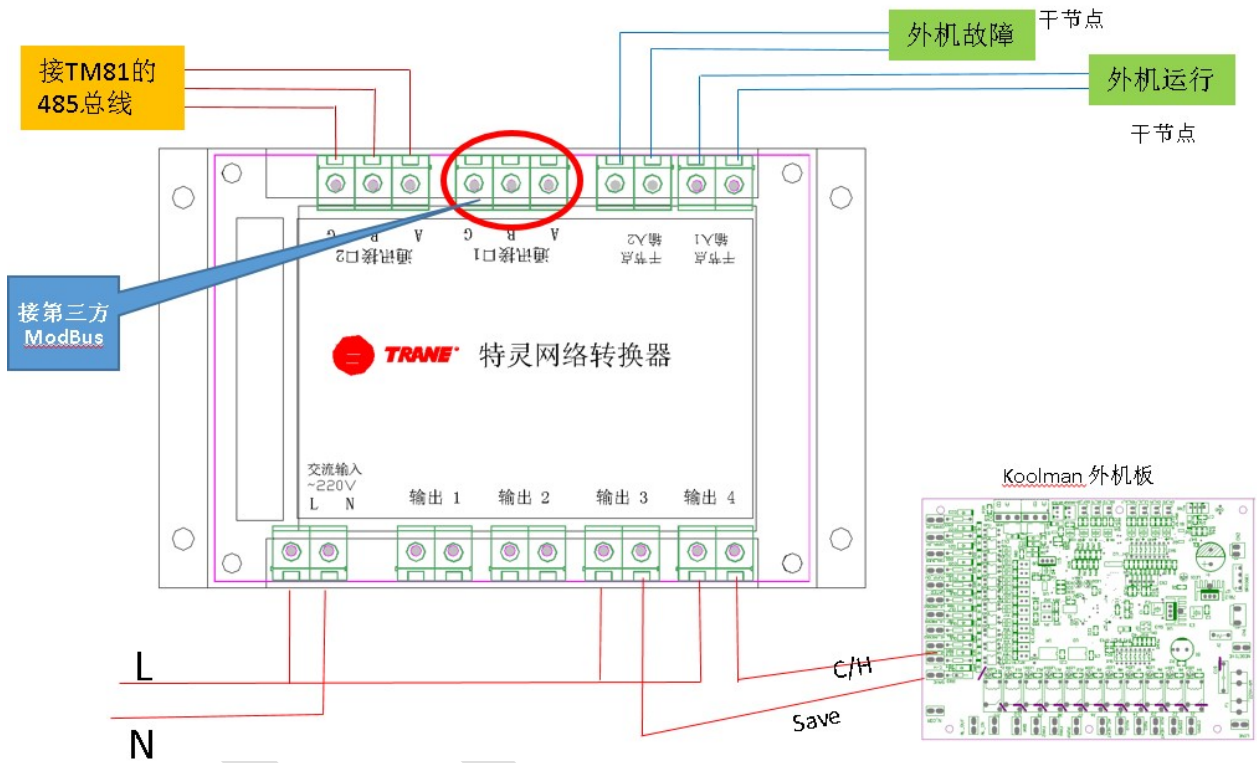 干节点
外机故障
接TM81的
485总线
外机运行
干节点
G B A
通讯接口2
G B A
通讯接口1
输入2
干节点
输入1
干节点
接第三方
ModBus
TRANE
特灵网络转换器
交流输入
~220V
L N
输出 1
输出 2
输出 3
输出 4
Koolman 外机板
L
C/H
Save
N